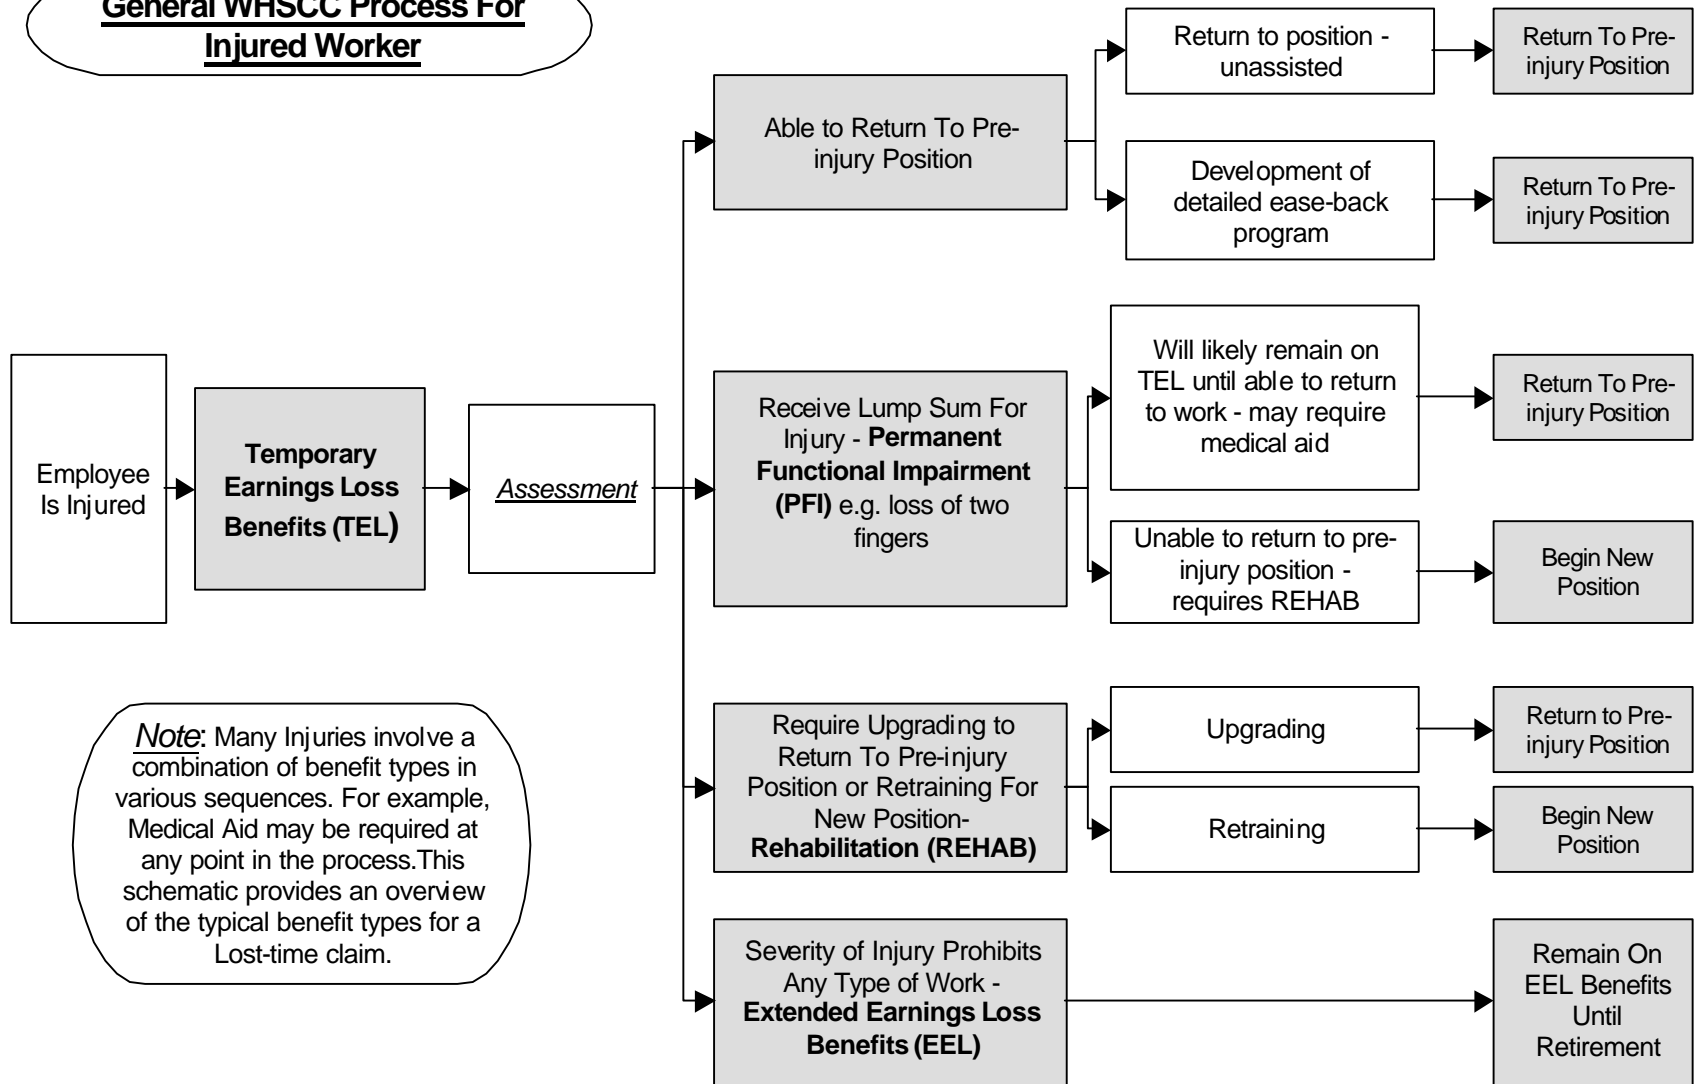 General WHSCC Process For
Injured Worker
Return to position -
unassisted
Return To Pre-
injury Position
Able to Return To Pre-
injury Position
Development of
detailed ease-back
program
Return To Pre-
injury Position
Employee
Is Injured
Temporary
Earnings Loss
Benefits (TEL)
Assessment
Receive Lump Sum For
Injury - Permanent
Functional Impairment
(PFI) e.g. loss of two
fingers
Will likely remain on
TEL until able to return
to work - may require
medical aid
Return To Pre-
injury Position
Unable to return to pre-
injury position -
requires REHAB
Begin New
Position
Require Upgrading to
Return To Pre-injury
Position or Retraining For
New Position-
Rehabilitation (REHAB)
Upgrading
Return to Pre-
injury Position
Retraining
Begin New
Position
Note: Many Injuries involve a
combination of benefit types in
various sequences. For example,
Medical Aid may be required at
any point in the process.This
schematic provides an overview
of the typical benefit types for a
Lost-time claim.
Severity of Injury Prohibits
Any Type of Work -
Extended Earnings Loss
Benefits (EEL)
Remain On
EEL Benefits
Until
Retirement